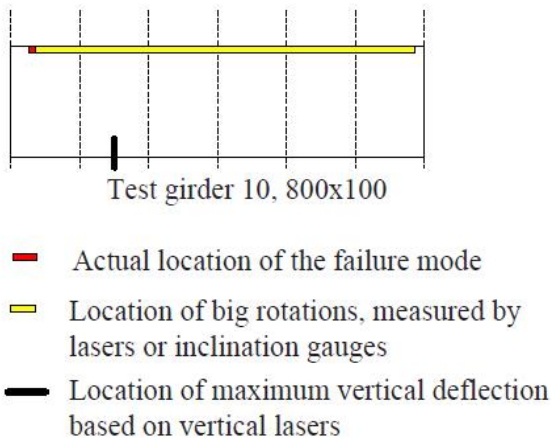 Test girder 10, 800x100
Actual location of the failure mode
Location of big rotations, measured by
lasers or inclination gauges
Location of maximum vertical deflection
based on vertical lasers